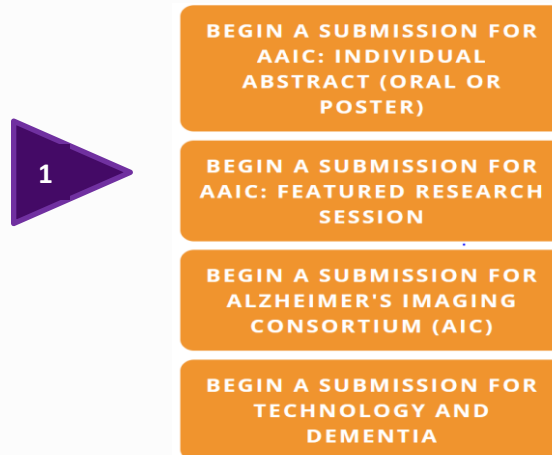 BEGIN A SUBMISSION FOR
AAIC: INDIVIDUAL
ABSTRACT (ORAL OR
POSTER)
1
BEGIN A SUBMISSION FOR
AAIC: FEATURED RESEARCH
SESSION
BEGIN A SUBMISSION FOR
ALZHEIMER'S IMAGING
CONSORTIUM (AIC)
BEGIN A SUBMISSION FOR
TECHNOLOGY AND
DEMENTIA